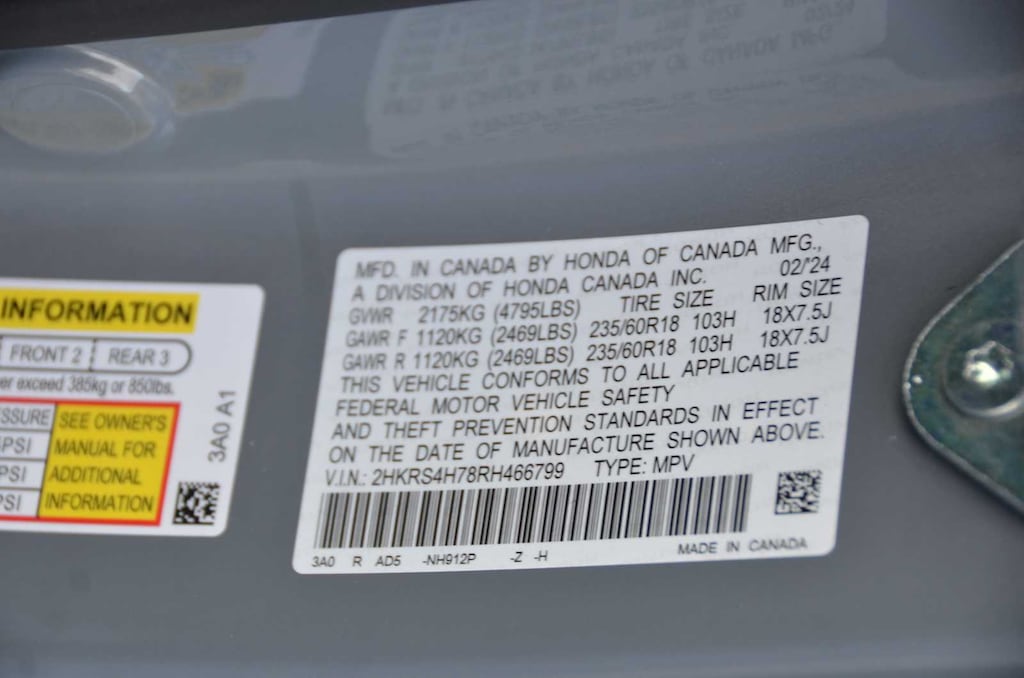 INFORMATION
FRONT 2 REAR 3
exceed 385kg or 850lbs.
SEE OWNER'S
MANUAL FOR
ADDITIONAL
INFORMATION
PSI
PSI
PSI
3A0 A1
MFD. IN CANADA BY HONDA OF CANADA MFG.,
A DIVISION OF HONDA CANADA INC. 02/'24
GVWR 2175KG (4795LBS) TIRE SIZE RIM SIZE
GAWR F 1120KG (2469LBS) 235/60R18 103H 18X7.5J
GAWR R 1120KG (2469LBS) 235/60R18 103H 18X7.5J
THIS VEHICLE CONFORMS TO ALL APPLICABLE
FEDERAL MOTOR VEHICLE SAFETY
AND THEFT PREVENTION STANDARDS IN EFFECT
ON THE DATE OF MANUFACTURE SHOWN ABOVE.
V.I.N.: 2HKRS4H78RH466799 TYPE: MPV
3A0 R AD5 -NH912P -Z -H MADE IN CANADA